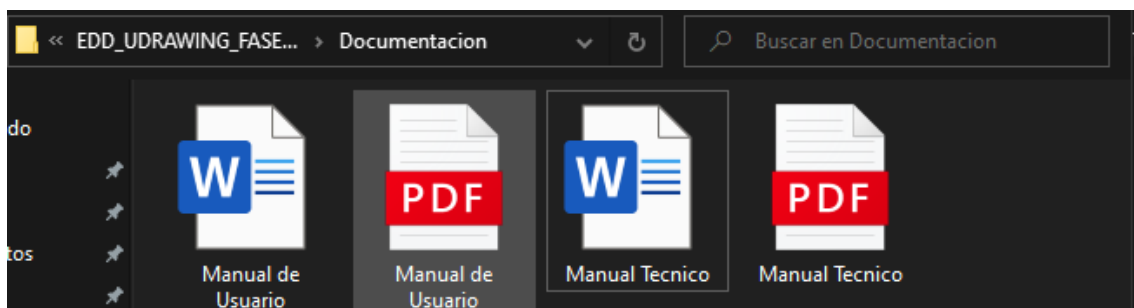 « EDD_UDRAWING_FASE... > Documentacion
Buscar en Documentacion
do
tos
W
PDF
W
PDF
Manual de
Usuario
Manual de
Usuario
Manual Tecnico
Manual Tecnico